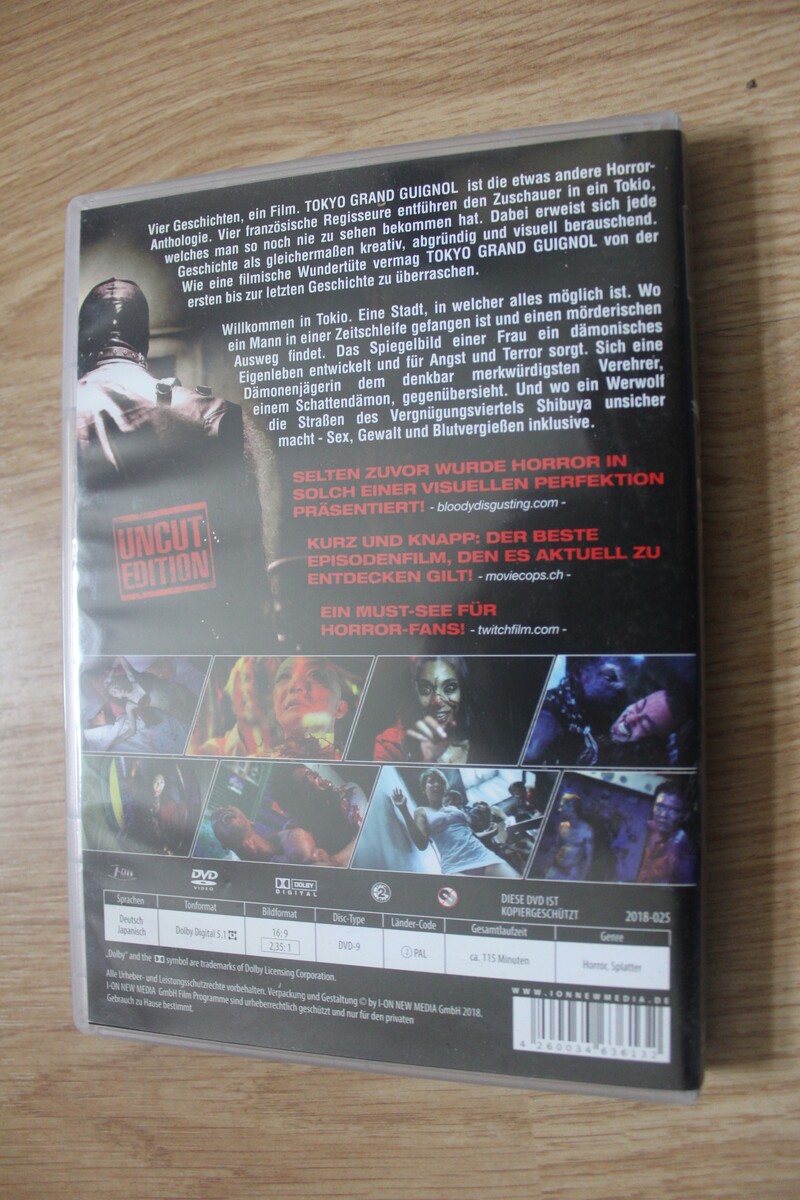 Vier Geschichten, ein Film. TOKYO GRAND GUIGNOL ist die etwas andere Horror-
Anthologie. Vier französische Regisseure entführen den Zuschauer in ein Tokio,
welches man so noch nie zu sehen bekommen hat. Dabei erweist sich jede
Geschichte als gleichermaßen kreativ, abgründig und visuell berauschend.
Wie eine filmische Wundertüte vermag TOKYO GRAND GUIGNOL von der
ersten bis zur letzten Geschichte zu überraschen.
Willkommen in Tokio. Eine Stadt, in welcher alles möglich ist. Wo
ein Mann in einer Zeitschleife gefangen ist und einen mörderischen
Ausweg findet. Das Spiegelbild einer Frau ein dämonisches
Eigenleben entwickelt und für Angst und Terror sorgt. Sich eine
Dämonenjägerin dem denkbar merkwürdigsten Verehrer,
einem Schattendämon, gegenübersieht. Und wo ein Werwolf
die Straßen des Vergnügungsviertels Shibuya unsicher
macht - Sex, Gewalt und Blutvergießen inklusive.
SELTEN ZUVOR WURDE HORROR IN
SOLCH EINER VISUELLEN PERFEKTION
PRÄSENTIERT! - bloodydisgusting.com -
UNCUT
EDITION
KURZ UND KNAPP: DER BESTE
EPISODENFILM, DEN ES AKTUELL ZU
ENTDECKEN GILT! - moviecops.ch -
EIN MUST-SEE FÜR
HORROR-FANS! - twitchfilm.com -
DVD
VIDEO
DOLBY
DIGITAL
2
DIESE DVD IST
KOPIERGESCHÜTZT
2018-025
Sprachen Tonformat Bildformat Disc-Type Länder-Code Gesamtlaufzeit Genre
Deutsch
Japanisch
Dolby Digital 5.1
16: 9
2,35: 1
DVD-9
2 PAL
ca. 115 Minuten
Horror, Splatter
„Dolby" and the symbol are trademarks of Dolby Licensing Corporation.
Alle Urheber- und Leistungsschutzrechte vorbehalten. Verpackung und Gestaltung © by I-ON NEW MEDIA GmbH 2018.
I-ON NEW MEDIA GmbH Film Programme sind urheberrechtlich geschützt und nur für den privaten
Gebrauch zu Hause bestimmt.
WWW.IONNEWMEDIA.DE
4 260034 636132